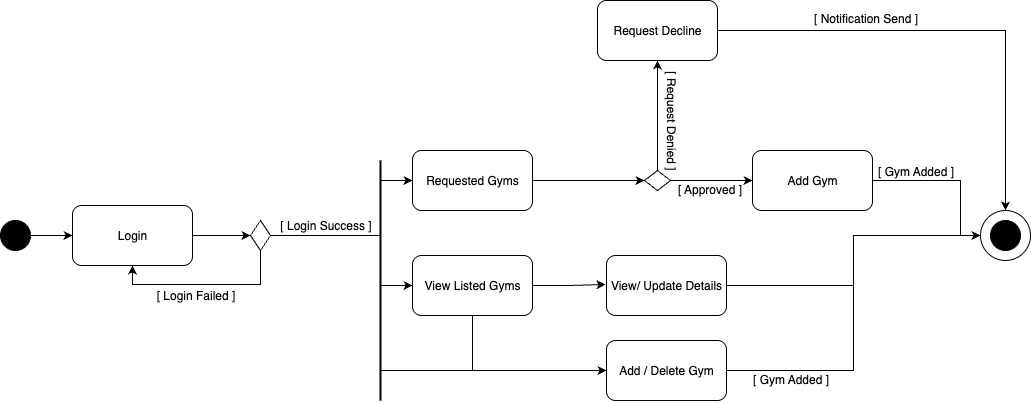 Request Decline
[ Notification Send ]
[ Request Denied ]
Requested Gyms
[ Approved ]
Add Gym
[ Gym Added ]
Login
[ Login Success ]
[ Login Failed ]
View Listed Gyms
View/ Update Details
Add / Delete Gym
[ Gym Added ]